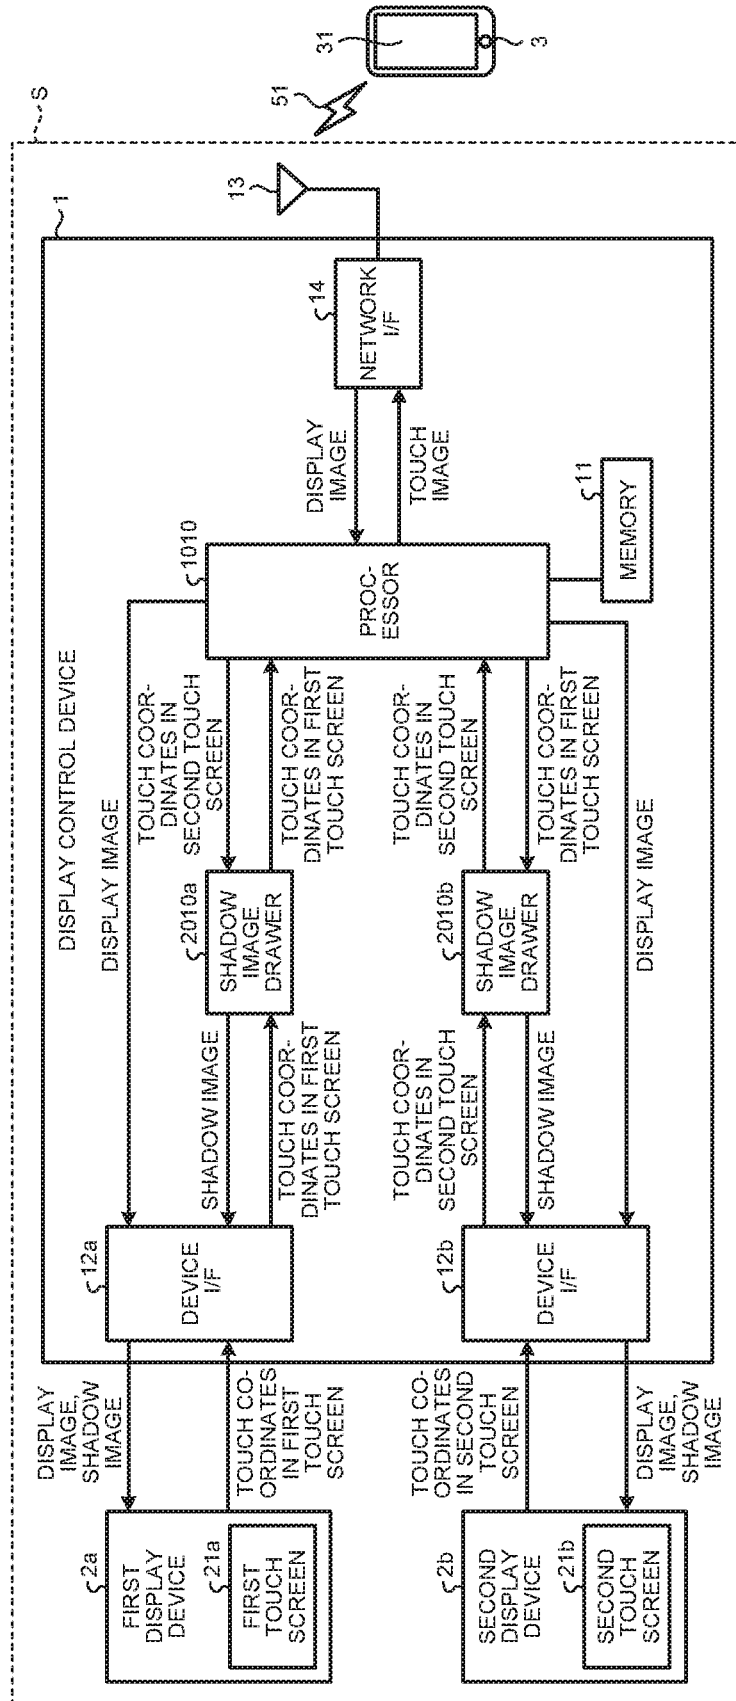 S
1
DISPLAY CONTROL DEVICE
2a
FIRST
DISPLAY
DEVICE
21a
FIRST
TOUCH
SCREEN
DISPLAY
IMAGE,
SHADOW
IMAGE
TOUCH CO-
ORDINATES
IN FIRST
TOUCH
SCREEN
12a
DEVICE
I/F
DISPLAY IMAGE
SHADOW IMAGE
TOUCH COOR-
DINATES IN FIRST
TOUCH SCREEN
2010a
SHADOW
IMAGE
DRAWER
TOUCH COOR-
DINATES IN
SECOND TOUCH
SCREEN
TOUCH COOR-
DINATES IN FIRST
TOUCH SCREEN
1010
PROC-
ESSOR
DISPLAY
IMAGE
TOUCH
IMAGE
14
NETWORK
I/F
13
51
31
3
11
MEMORY
2b
SECOND
DISPLAY
DEVICE
21b
SECOND
TOUCH
SCREEN
TOUCH CO-
ORDINATES
IN SECOND
TOUCH
SCREEN
DISPLAY
IMAGE,
SHADOW
IMAGE
12b
DEVICE
I/F
TOUCH COOR-
DINATES IN
SECOND TOUCH
SCREEN
SHADOW IMAGE
2010b
SHADOW
IMAGE
DRAWER
TOUCH COOR-
DINATES IN
SECOND TOUCH
SCREEN
TOUCH COOR-
DINATES IN FIRST
TOUCH SCREEN
DISPLAY IMAGE